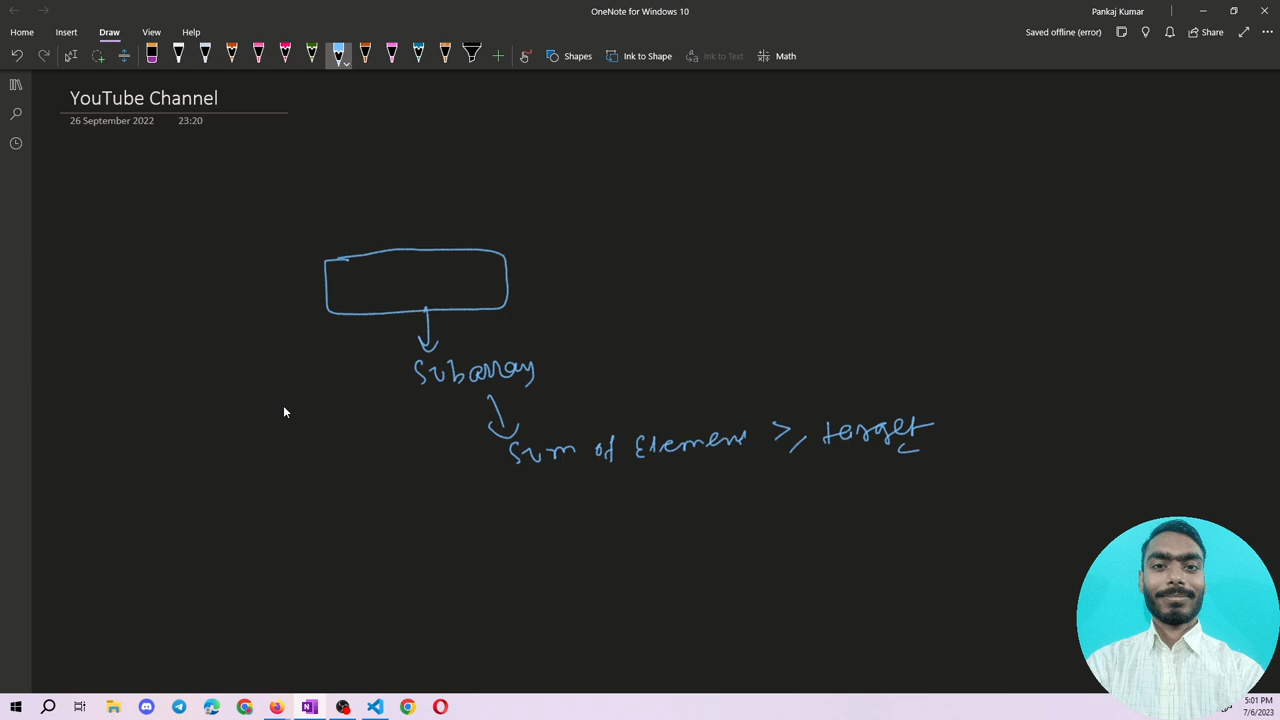 OneNote for Windows 10
Pankaj Kumar
Home Insert Draw View Help
Saved offline (error)
Share
Shapes
Ink to Shape
Ink to Text
Math
YouTube Channel
26 September 2022 23:20
Subarray
Sum of Element >, target
5:01 PM
7/6/2023